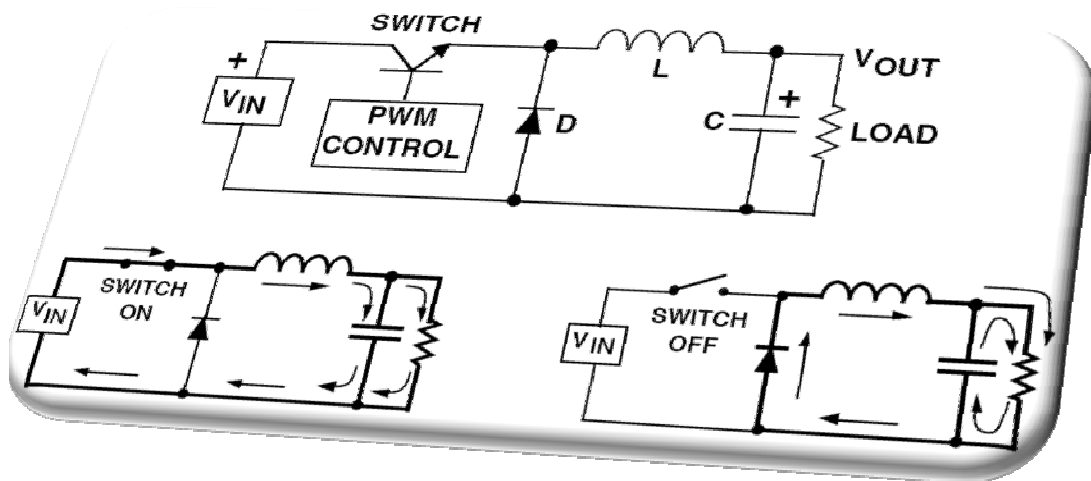 SWITCH
+
VIN
PWM
CONTROL
D
L
C
+
VOUT
LOAD
VIN
SWITCH
ON
VIN
SWITCH
OFF